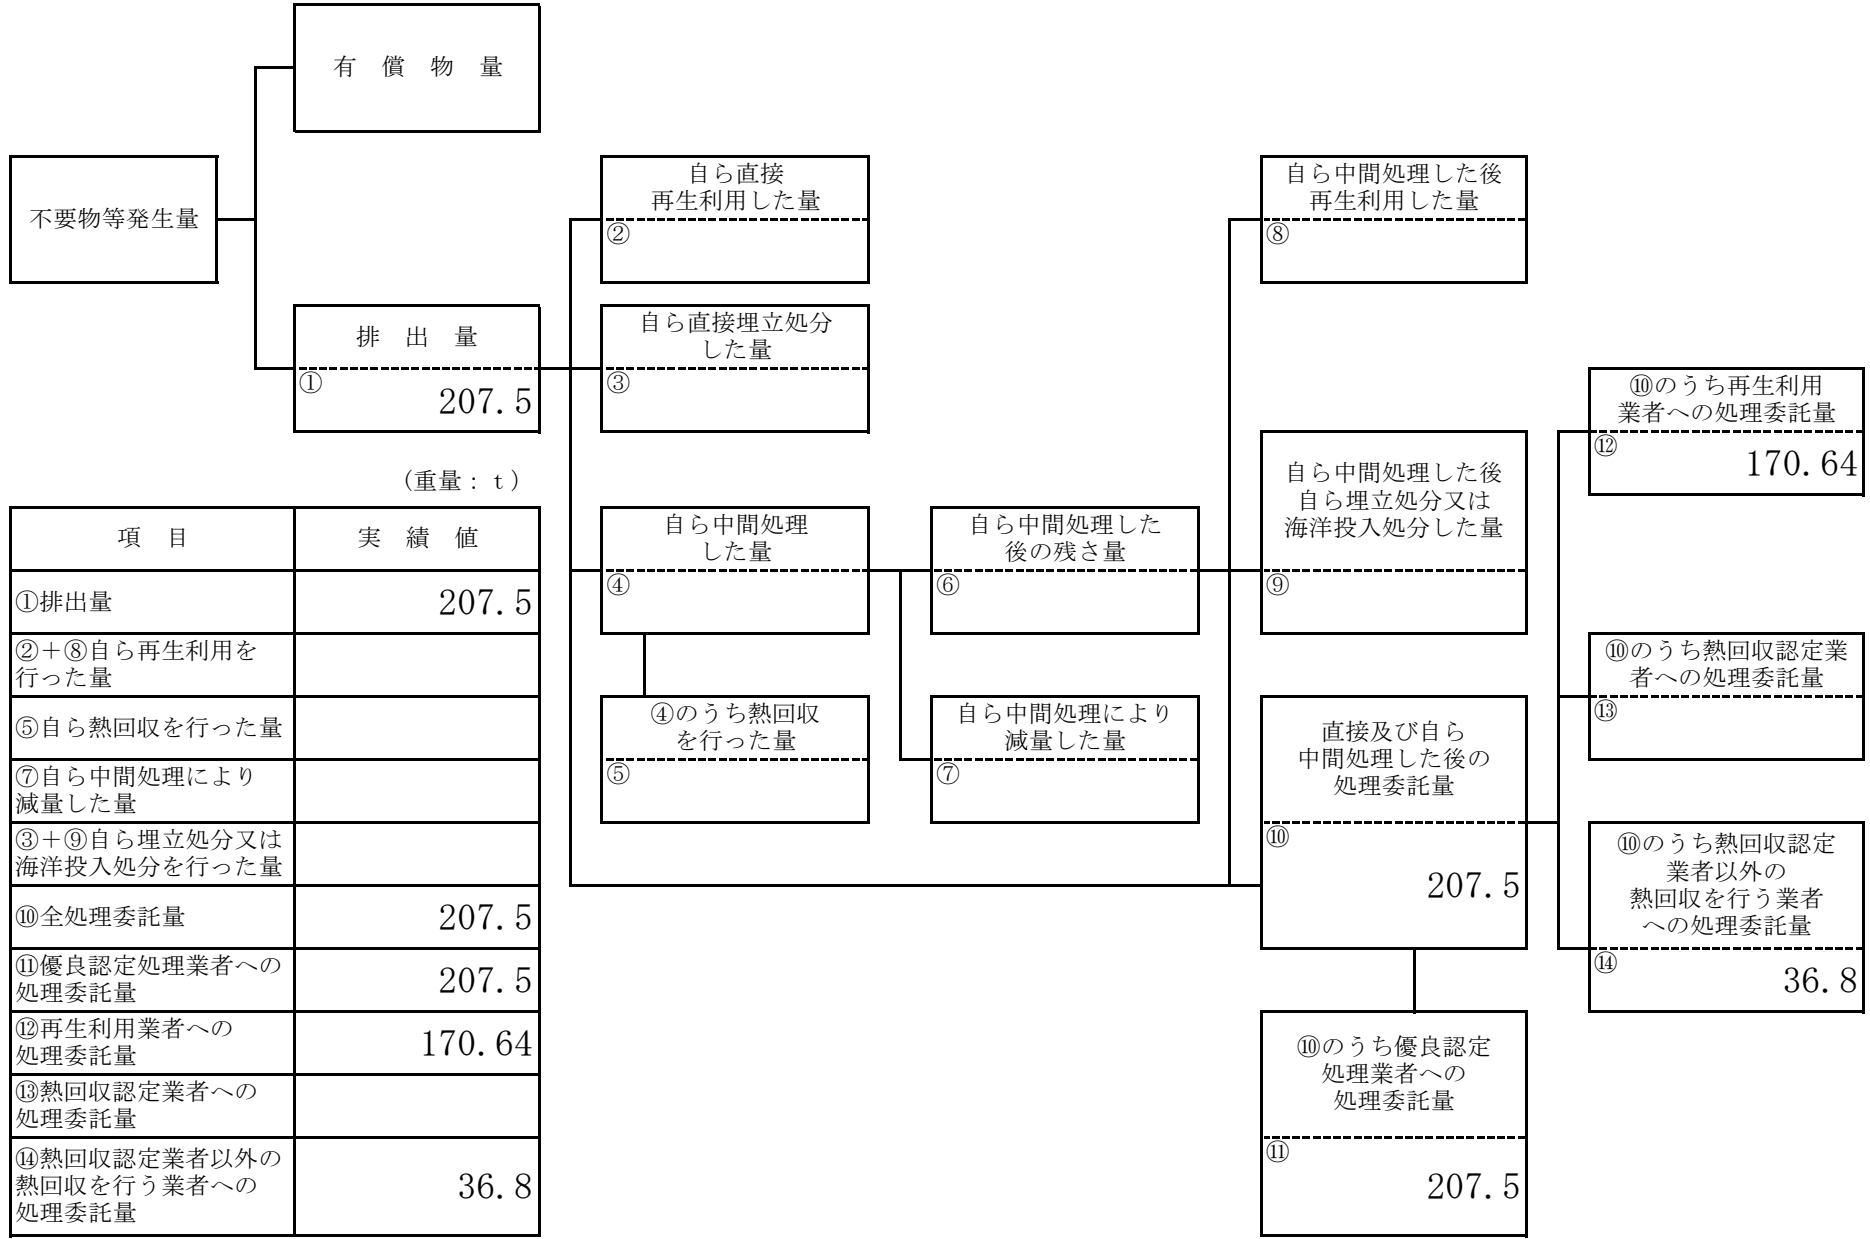 有 償 物 量
不要物等発生量
排 出 量
①
207.5
自ら直接
再生利用した量
②
自ら直接埋立処分
した量
③
自ら中間処理
した量
④
④のうち熱回収
を行った量
⑤
自ら中間処理した
後の残さ量
⑥
自ら中間処理により
減量した量
⑦
自ら中間処理した後
再生利用した量
⑧
自ら中間処理した後
自ら埋立処分又は
海洋投入処分した量
⑨
直接及び自ら
中間処理した後の
処理委託量
⑩
207.5
⑩のうち優良認定
処理業者への
処理委託量
⑪
207.5
⑩のうち再生利用
業者への処理委託量
⑫
170.64
⑩のうち熱回収認定業
者への処理委託量
⑬
⑩のうち熱回収認定
業者以外の
熱回収を行う業者
への処理委託量
⑭
36.8
（重量：ｔ）
項 目 実 績 値
①排出量 207.5
②＋⑧自ら再生利用を
行った量
⑤自ら熱回収を行った量
⑦自ら中間処理により
減量した量
③＋⑨自ら埋立処分又は
海洋投入処分を行った量
⑩全処理委託量 207.5
⑪優良認定処理業者への
処理委託量
207.5
⑫再生利用業者への
処理委託量
170.64
⑬熱回収認定業者への
処理委託量
⑭熱回収認定業者以外の
熱回収を行う業者への
処理委託量
36.8